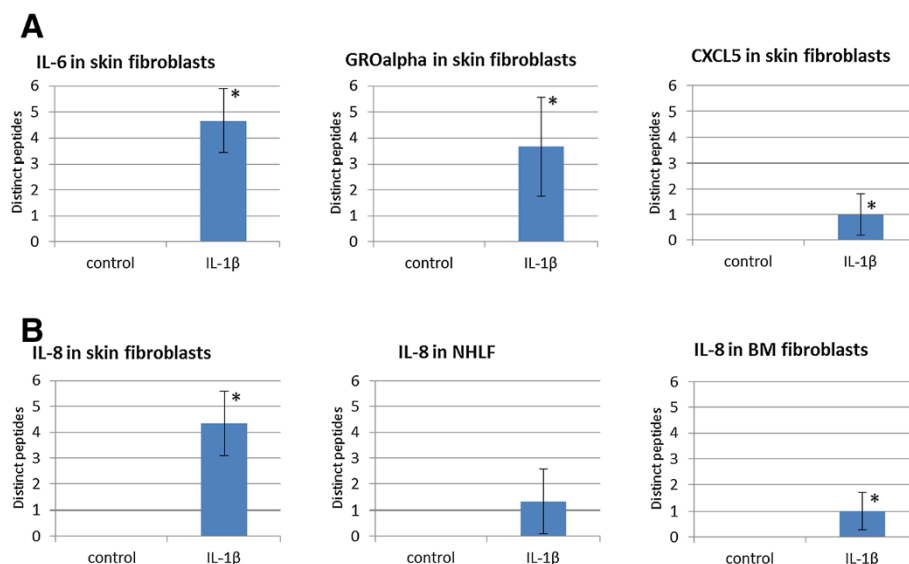 A
IL-6 in skin fibroblasts
GROalpha in skin fibroblasts
CXCL5 in skin fibroblasts
Distinct peptides
6
5
4
3
2
1
0
*
control
IL-1β
Distinct peptides
6
5
4
3
2
1
0
*
control
IL-1β
Distinct peptides
6
5
4
3
2
1
0
*
control
IL-1β
B
IL-8 in skin fibroblasts
IL-8 in NHLF
IL-8 in BM fibroblasts
Distinct peptides
6
5
4
3
2
1
0
*
control
IL-1β
Distinct peptides
6
5
4
3
2
1
0
control
IL-1β
Distinct peptides
6
5
4
3
2
1
0
*
control
IL-1β